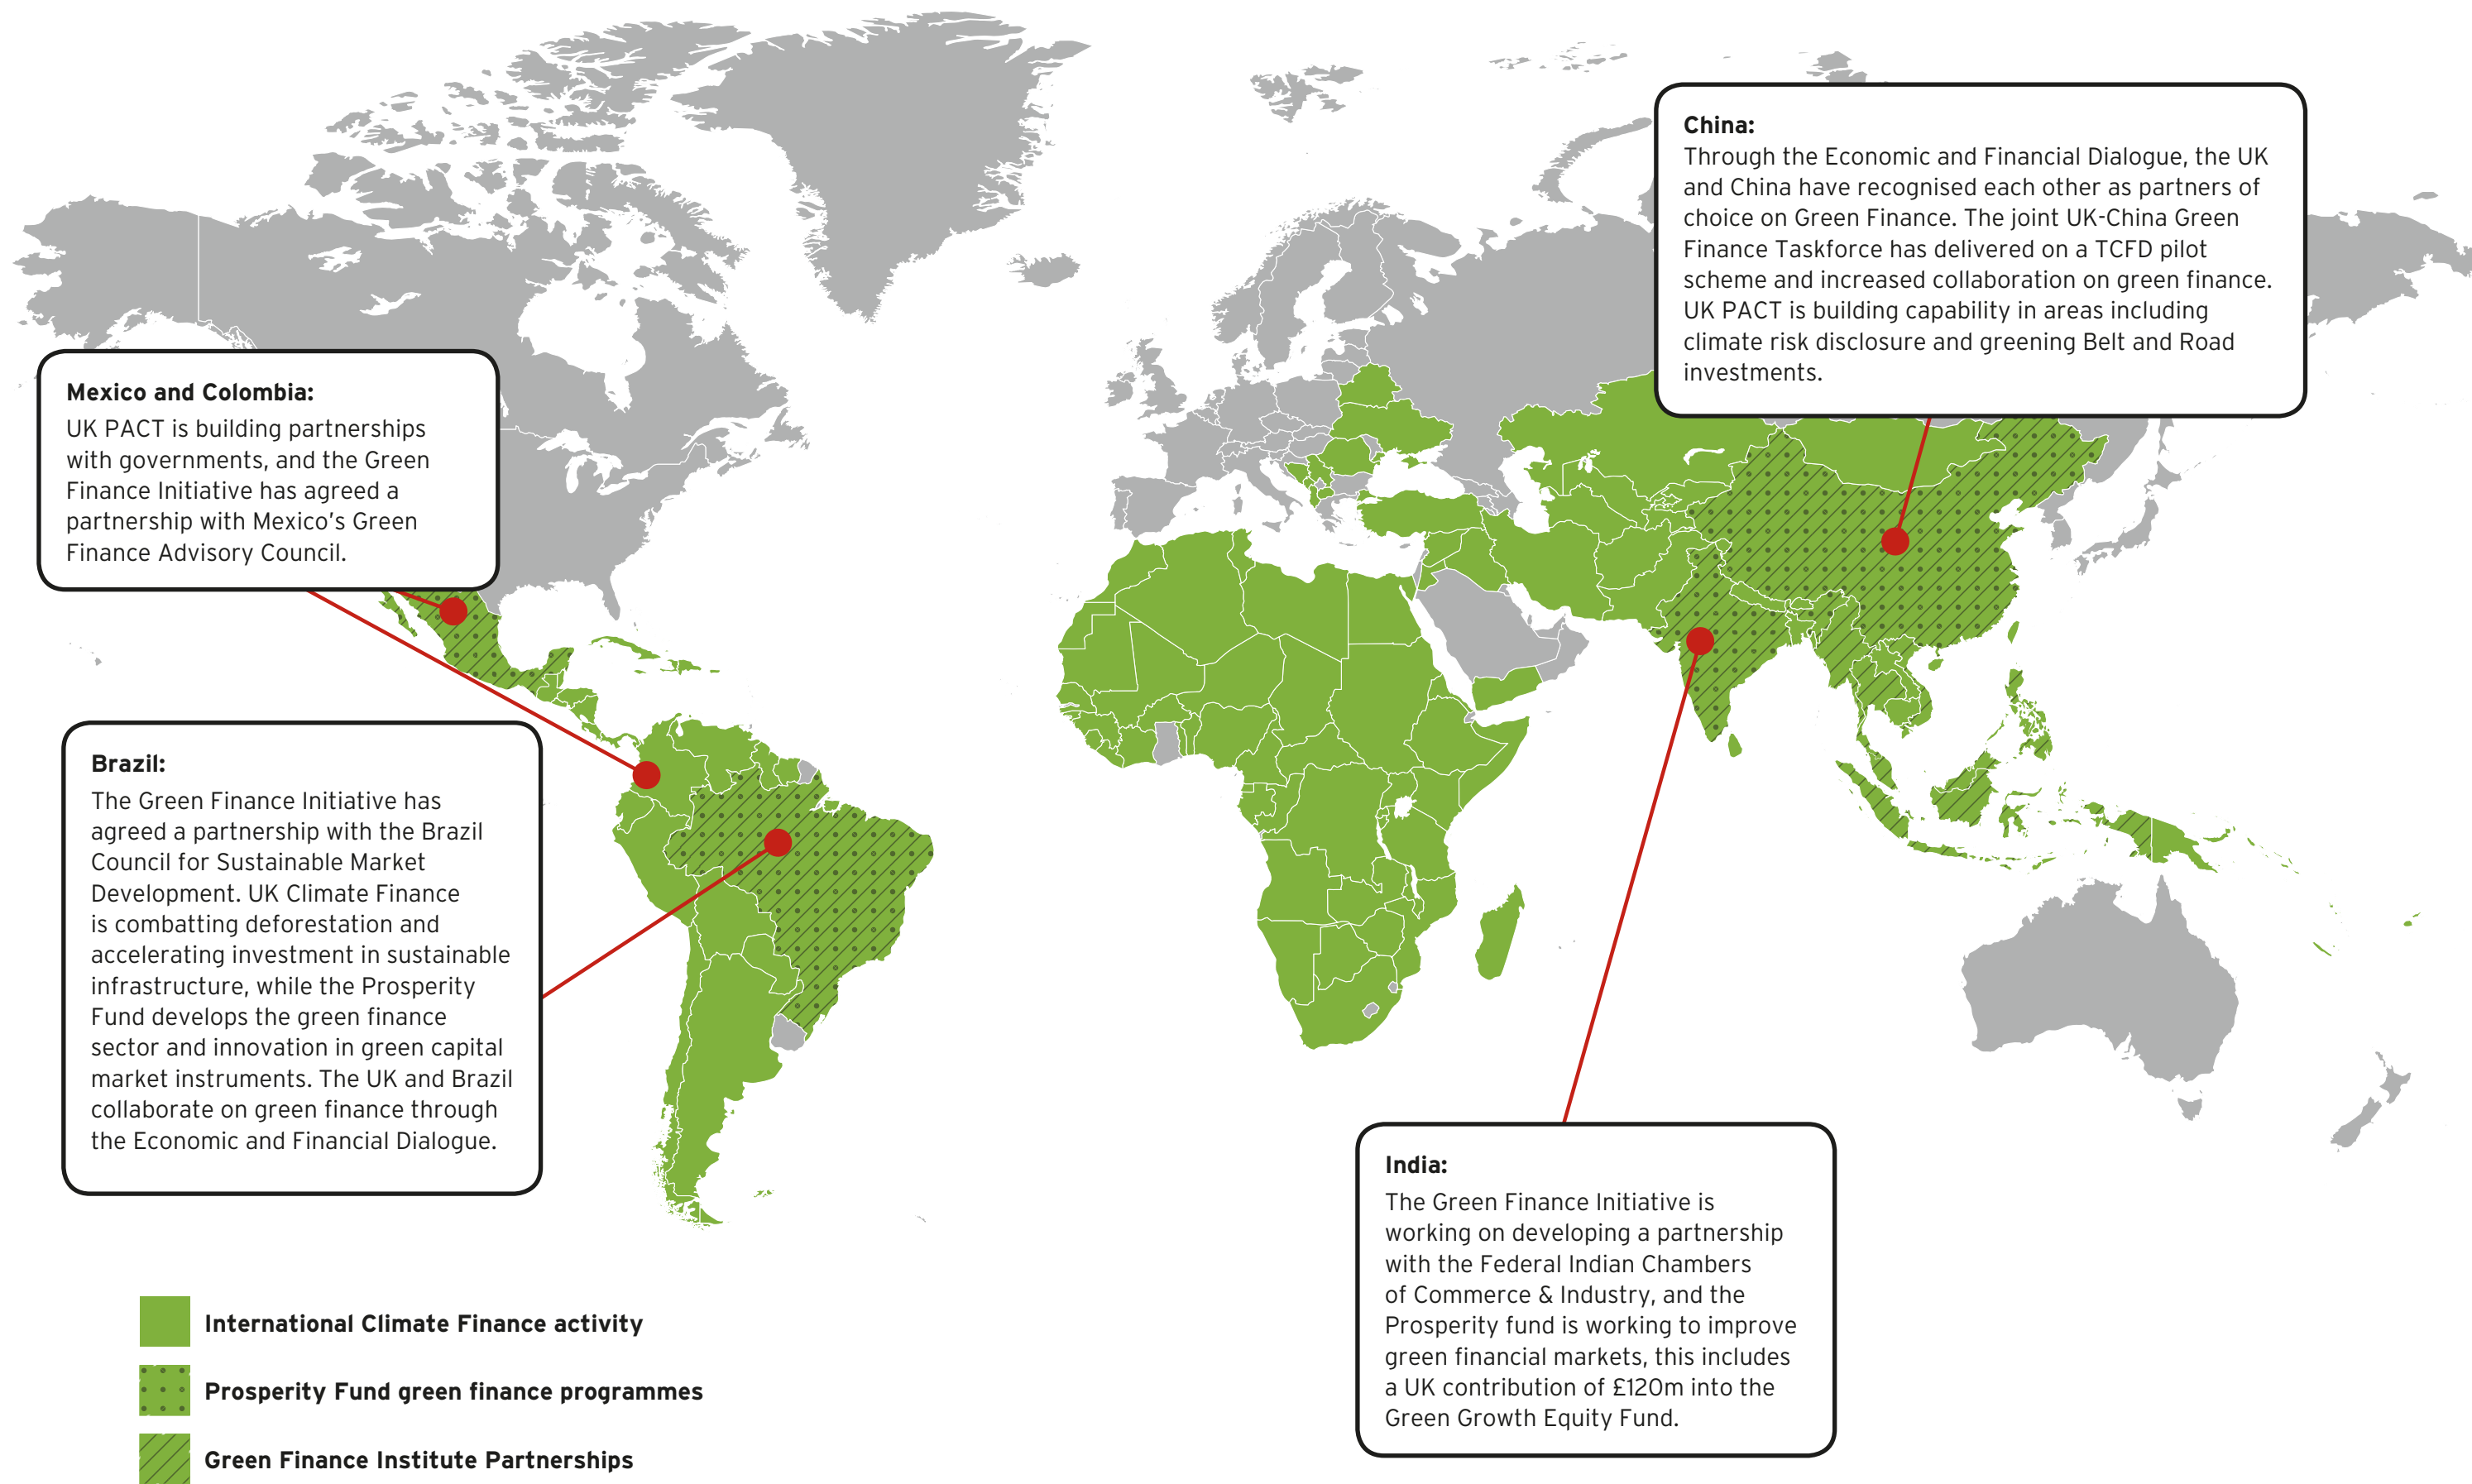 China:
Through the Economic and Financial Dialogue, the UK
and China have recognised each other as partners of
choice on Green Finance. The joint UK-China Green
Finance Taskforce has delivered on a TCFD pilot
scheme and increased collaboration on green finance.
UK PACT is building capability in areas including
climate risk disclosure and greening Belt and Road
investments.
Mexico and Colombia:
UK PACT is building partnerships
with governments, and the Green
Finance Initiative has agreed a
partnership with Mexico's Green
Finance Advisory Council.
Brazil:
The Green Finance Initiative has
agreed a partnership with the Brazil
Council for Sustainable Market
Development. UK Climate Finance
is combatting deforestation and
accelerating investment in sustainable
infrastructure, while the Prosperity
Fund develops the green finance
sector and innovation in green capital
market instruments. The UK and Brazil
collaborate on green finance through
the Economic and Financial Dialogue.
India:
The Green Finance Initiative is
working on developing a partnership
with the Federal Indian Chambers
of Commerce & Industry, and the
Prosperity fund is working to improve
green financial markets, this includes
a UK contribution of £120m into the
Green Growth Equity Fund.
International Climate Finance activity
Prosperity Fund green finance programmes
Green Finance Institute Partnerships